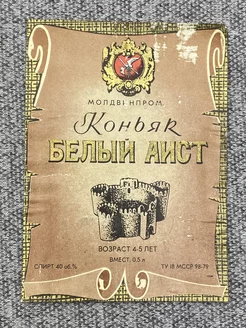 МОЛДВИНПРОМ
Коньяк
БЕЛЫЙ АИСТ
ВОЗРАСТ 4-5 ЛЕТ
ВМЕСТ. 0,5 л
СПИРТ 40 об.% ТУ 18 МССР 98-79